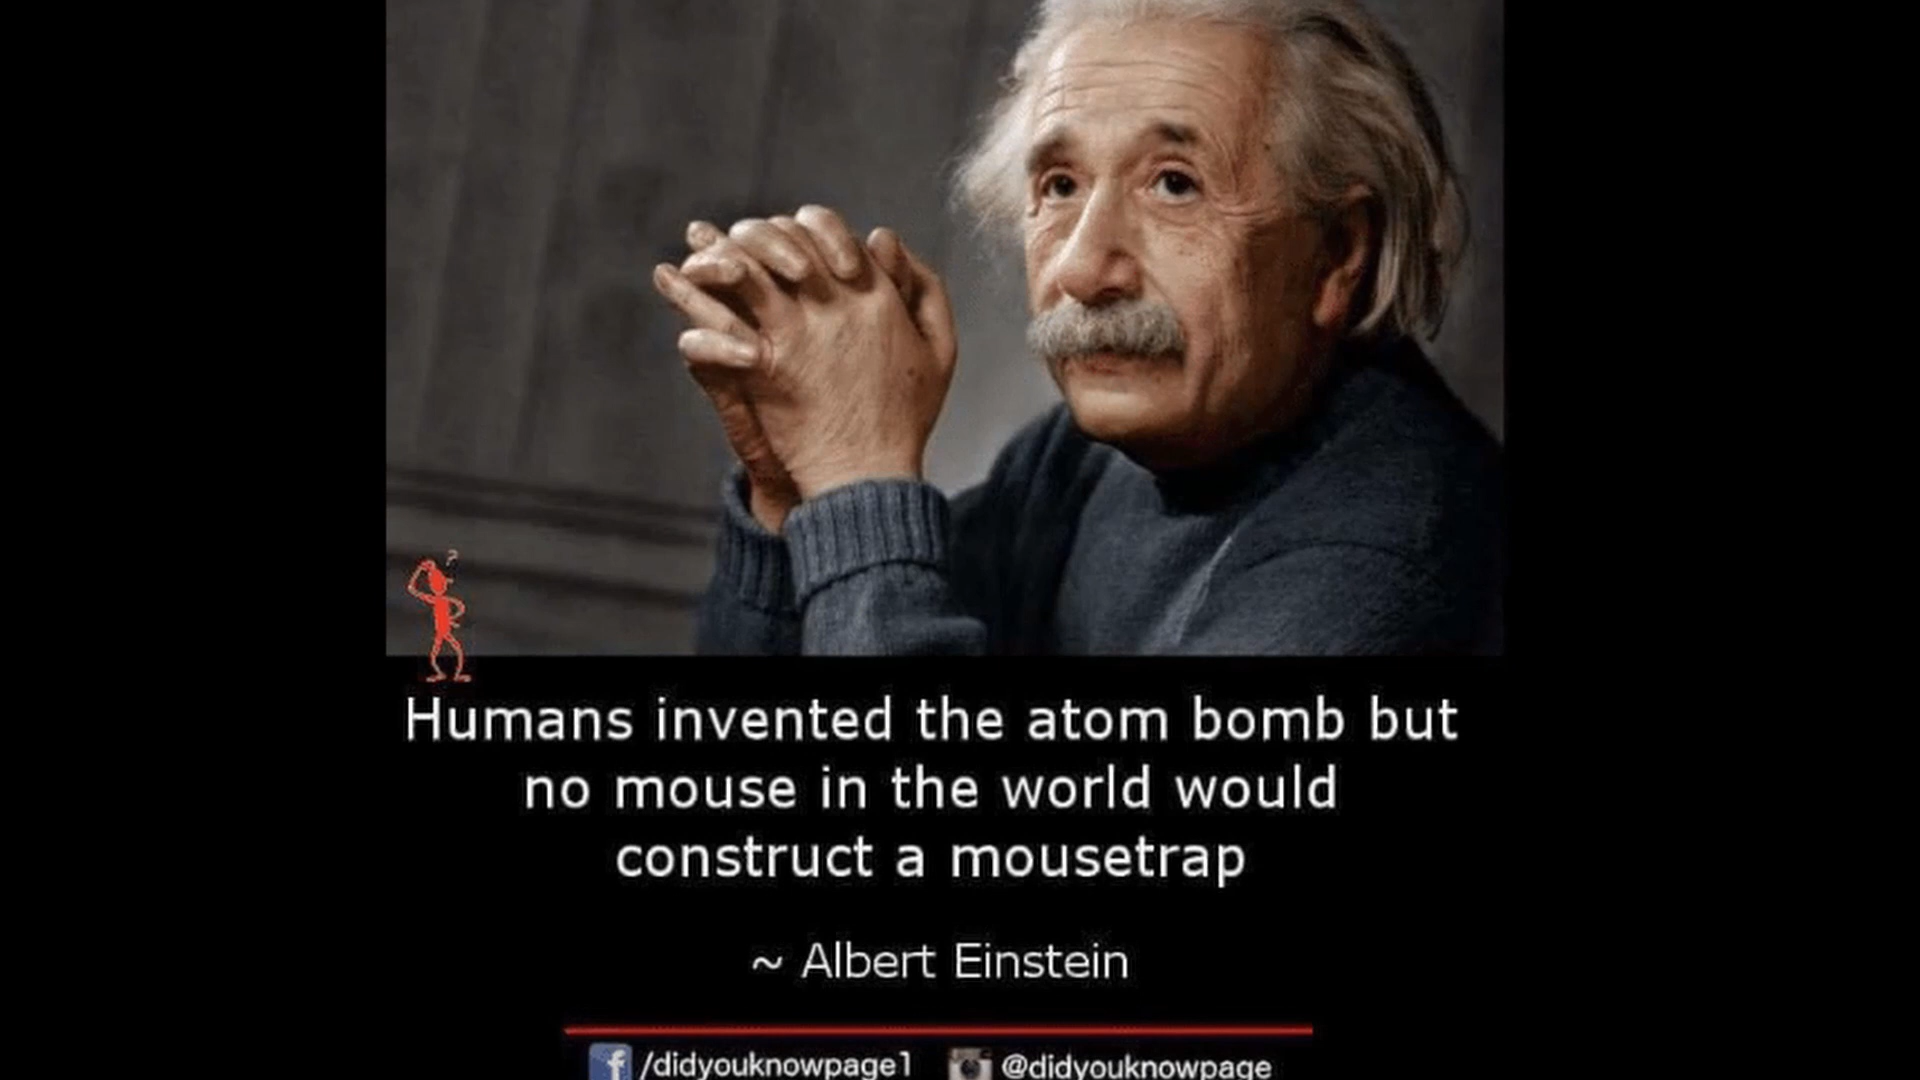 ?
Humans invented the atom bomb but
no mouse in the world would
construct a mousetrap
~ Albert Einstein
/didyouknowpage1 @didyouknowpage